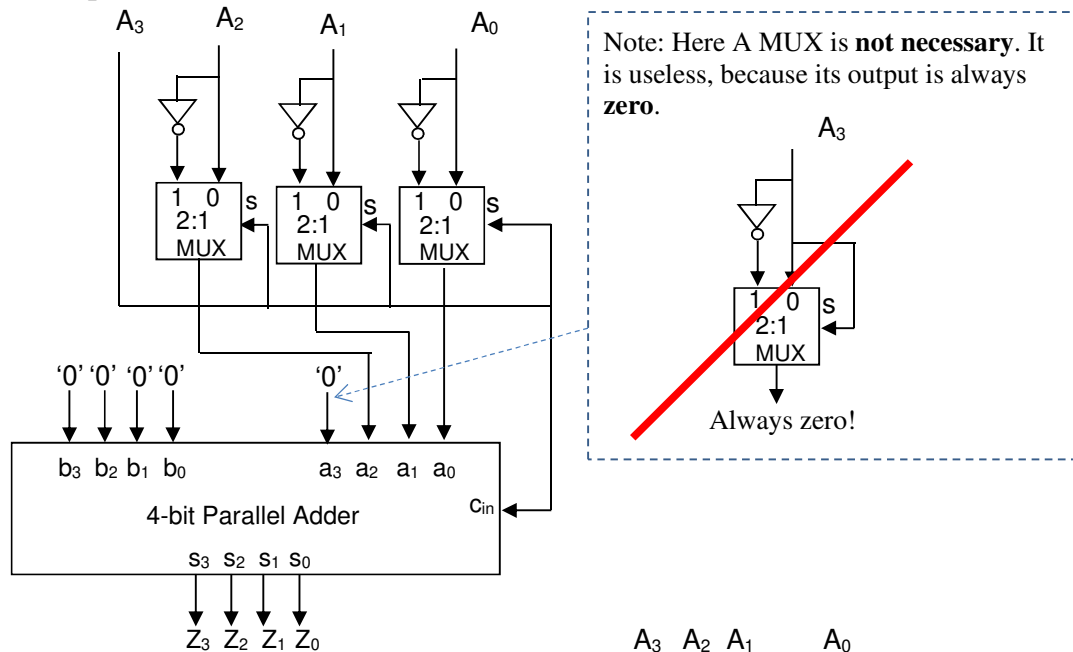 A3 A2 A1 A0
Note: Here A MUX is not necessary. It
is useless, because its output is always
zero.
A3
1 0 s
2:1
MUX
1 0 s
2:1
MUX
1 0 s
2:1
MUX
1 0 s
2:1
MUX
Always zero!
‘0’ ‘0’ ‘0’ ‘0’ ‘0’
b3 b2 b1 b0 a3 a2 a1 a0
cin
4-bit Parallel Adder
s3 s2 s1 s0
Z3 Z2 Z1 Z0
A3 A2 A1 A0